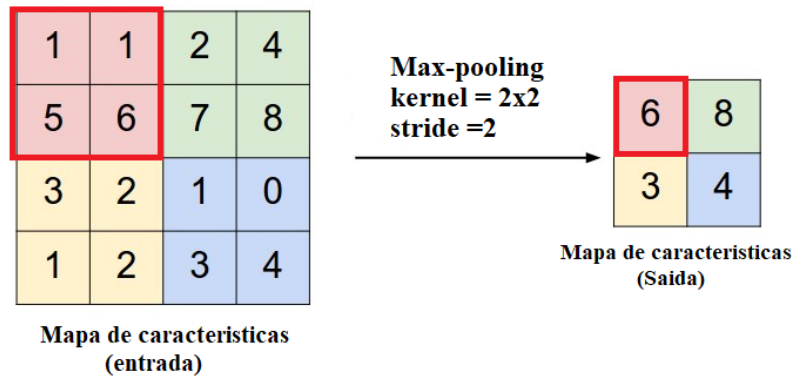 1 1 2 4
5 6 7 8
3 2 1 0
1 2 3 4
Mapa de caracteristicas
(entrada)
Max-pooling
kernel = 2x2
stride =2
6 8
3 4
Mapa de caracteristicas
(Saida)